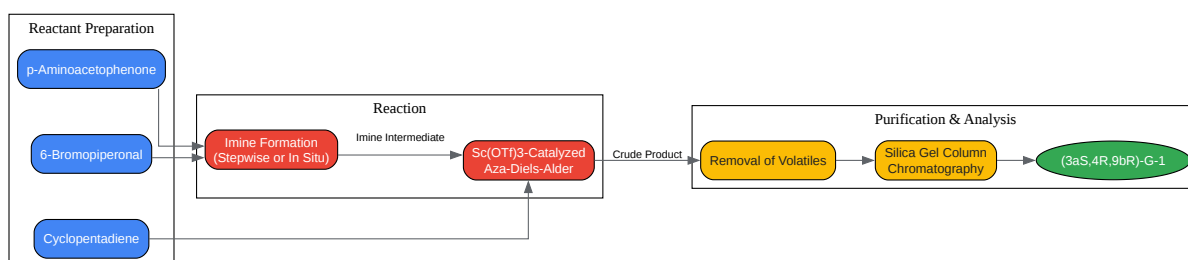 Reactant Preparation
p-Aminoacetophenone
6-Bromopiperonal
Cyclopentadiene
Reaction
Imine Formation
(Stepwise or In Situ)
Imine Intermediate
Sc(OTf)3-Catalyzed
Aza-Diels-Alder
Crude Product
Purification & Analysis
Removal of Volatiles
Silica Gel Column
Chromatography
(3aS,4R,9bR)-G-1